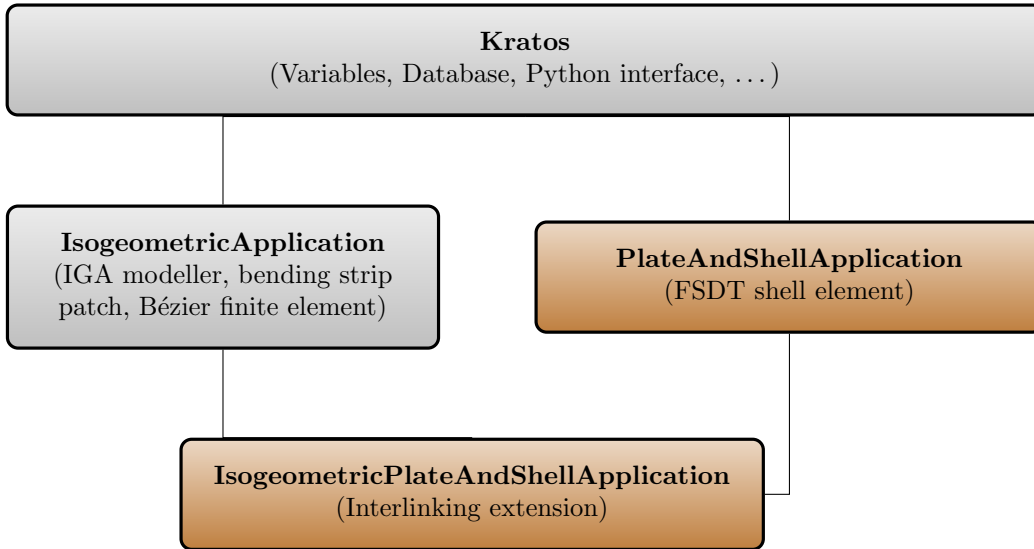 Kratos
(Variables, Database, Python interface, . . . )
IsogeometricApplication
(IGA modeller, bending strip
patch, Bézier finite element)
PlateAndShellApplication
(FSDT shell element)
IsogeometricPlateAndShellApplication
(Interlinking extension)